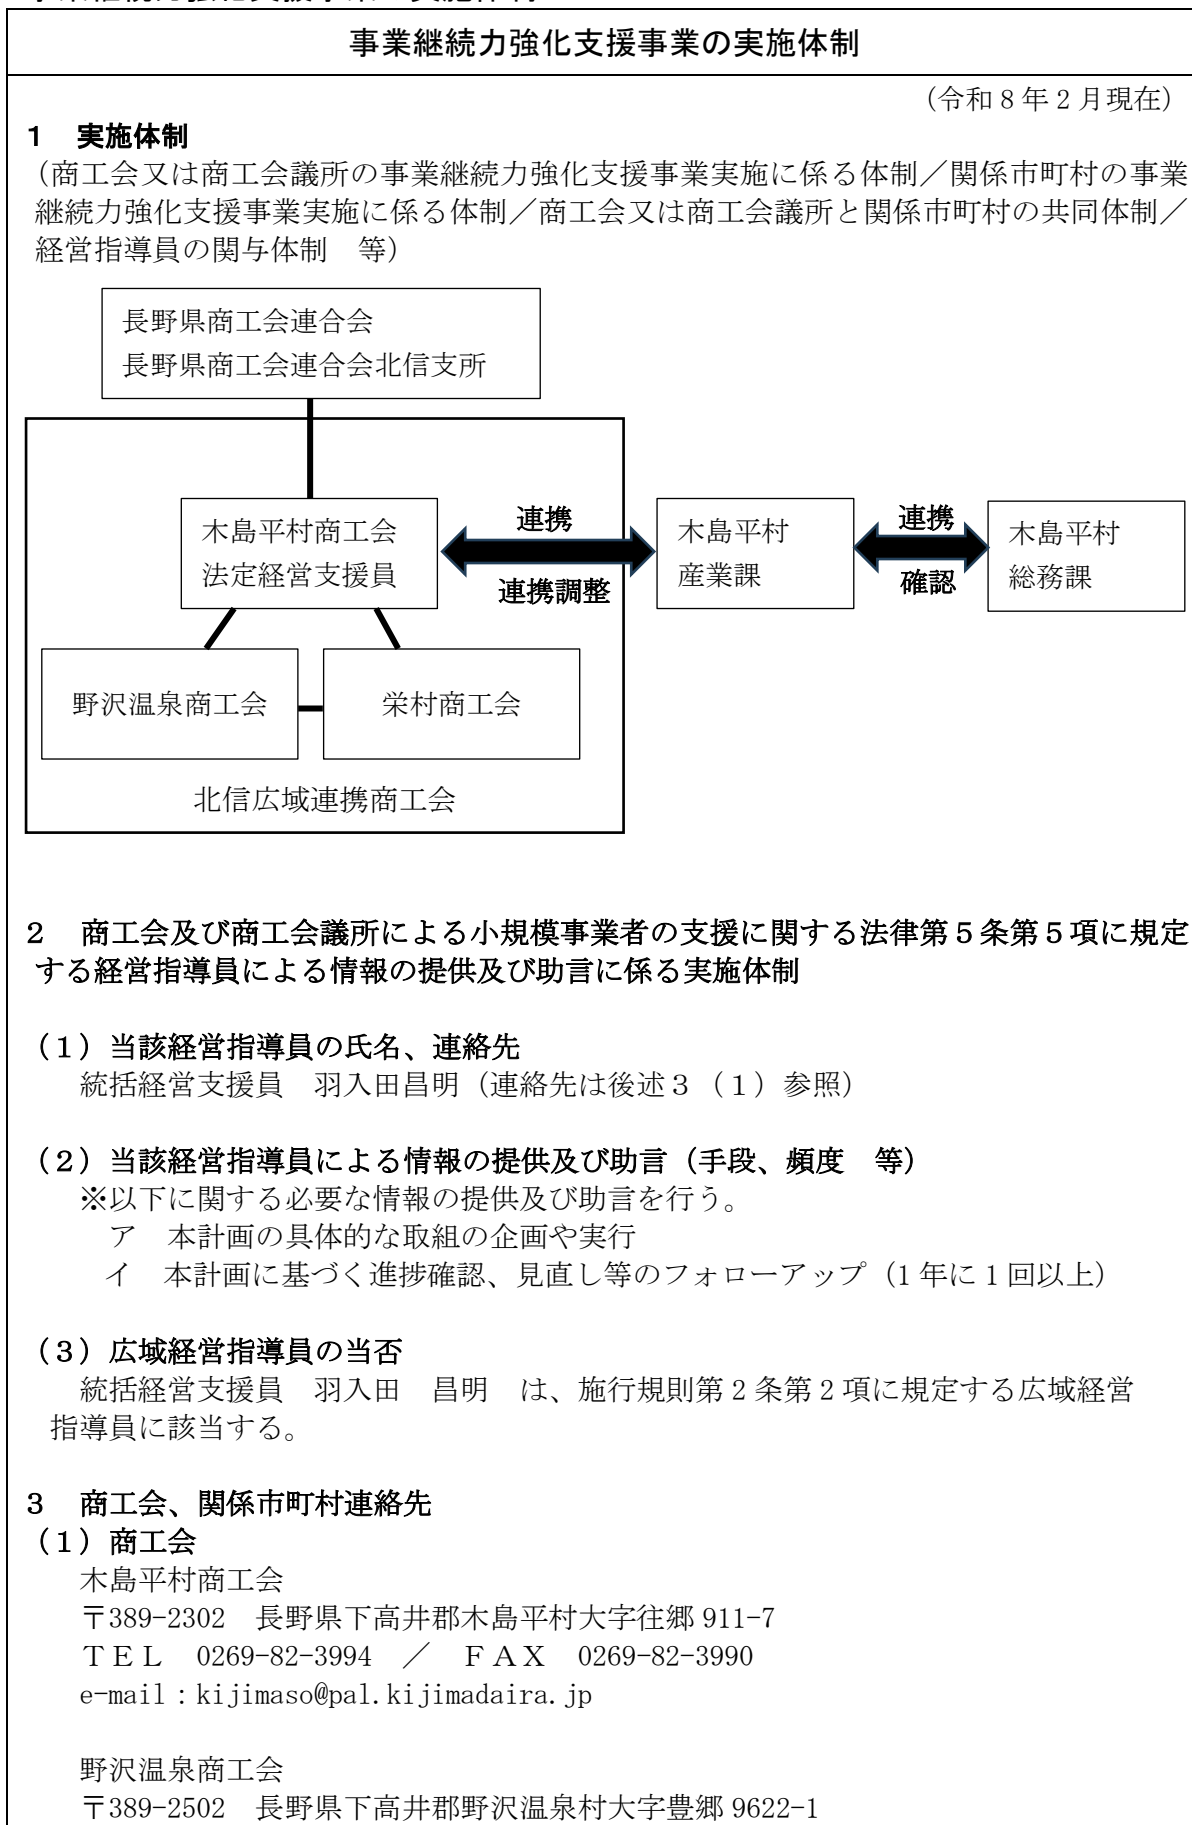 事業継続力強化支援事業の実施体制
（令和８年２月現在）
１　実施体制
（商工会又は商工会議所の事業継続力強化支援事業実施に係る体制／関係市町村の事業
継続力強化支援事業実施に係る体制／商工会又は商工会議所と関係市町村の共同体制／
経営指導員の関与体制　等）
長野県商工会連合会
長野県商工会連合会北信支所
木島平村商工会
法定経営支援員
連携
連携調整
木島平村
産業課
連携
確認
木島平村
総務課
野沢温泉商工会
栄村商工会
北信広域連携商工会
２　商工会及び商工会議所による小規模事業者の支援に関する法律第５条第５項に規定
する経営指導員による情報の提供及び助言に係る実施体制
（１）当該経営指導員の氏名、連絡先
統括経営支援員　羽入田昌明（連絡先は後述３（１）参照）
（２）当該経営指導員による情報の提供及び助言（手段、頻度　等）
※以下に関する必要な情報の提供及び助言を行う。
ア　本計画の具体的な取組の企画や実行
イ　本計画に基づく進捗確認、見直し等のフォローアップ（1年に1回以上）
（３）広域経営指導員の当否
統括経営支援員　羽入田　昌明　は、施行規則第２条第２項に規定する広域経営
指導員に該当する。
３　商工会、関係市町村連絡先
（１）商工会
木島平村商工会
〒389-2302　長野県下高井郡木島平村大字往郷 911-7
ＴＥＬ　0269-82-3994　／　ＦＡＸ　0269-82-3990
e-mail：kijimaso@pal.kijimadaira.jp
野沢温泉商工会
〒389-2502　長野県下高井郡野沢温泉村大字豊郷 9622-1